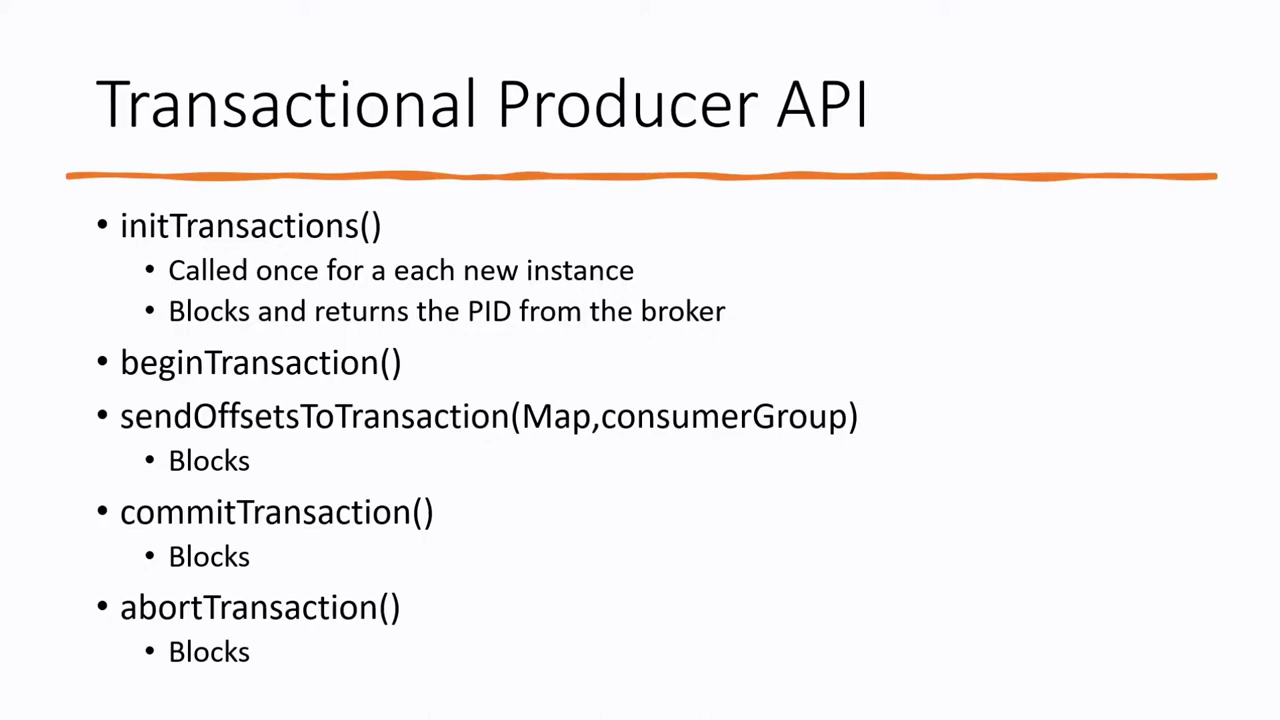 Transactional Producer API
• initTransactions()
• Called once for a each new instance
• Blocks and returns the PID from the broker
• beginTransaction()
• sendOffsetsToTransaction(Map,consumerGroup)
• Blocks
• commitTransaction()
• Blocks
• abortTransaction()
• Blocks